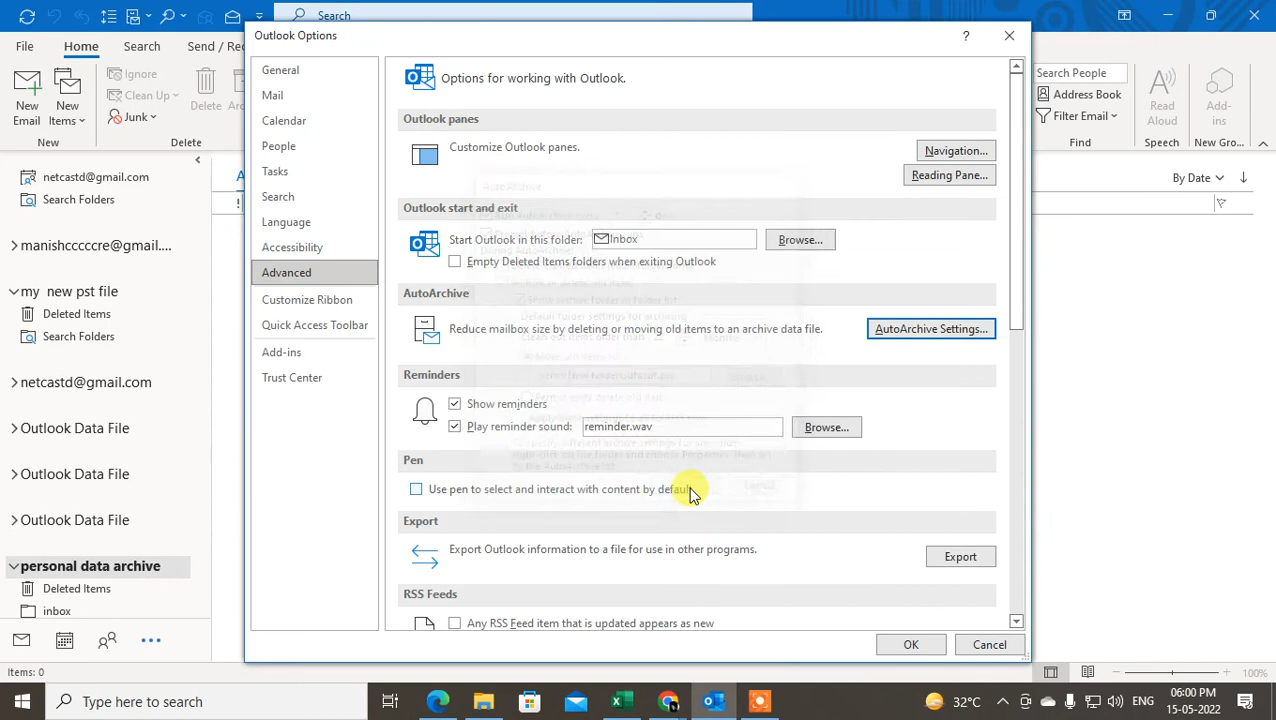 Search
File
Home
Search
Send / Rec
New
Email
New
Items
New
Ignore
Clean Up
Junk
Delete
Delete
Search People
Address Book
Filter Email
Find
Read
Aloud
Speech
Add-
ins
New Gro...
netcastd@gmail.com
Search Folders
manishcccccre@gmail....
my new pst file
Deleted Items
Search Folders
netcastd@gmail.com
Outlook Data File
Outlook Data File
Outlook Data File
personal data archive
Deleted Items
inbox
A
!
By Date
Outlook Options
?
General
Mail
Calendar
People
Tasks
Search
Language
Accessibility
Advanced
Customize Ribbon
Quick Access Toolbar
Add-ins
Trust Center
Options for working with Outlook.
Outlook panes
Customize Outlook panes.
Navigation...
Reading Pane...
Outlook start and exit
Start Outlook in this folder: Inbox Browse...
Empty Deleted Items folders when exiting Outlook
AutoArchive
Reduce mailbox size by deleting or moving old items to an archive data file. AutoArchive Settings...
Reminders
Show reminders
Play reminder sound: reminder.wav Browse...
Pen
Use pen to select and interact with content by default
Export
Export Outlook information to a file for use in other programs.
Export
RSS Feeds
Any RSS Feed item that is updated appears as new
OK Cancel
Items: 0
100%
Type here to search
32°C
ENG
06:00 PM
15-05-2022